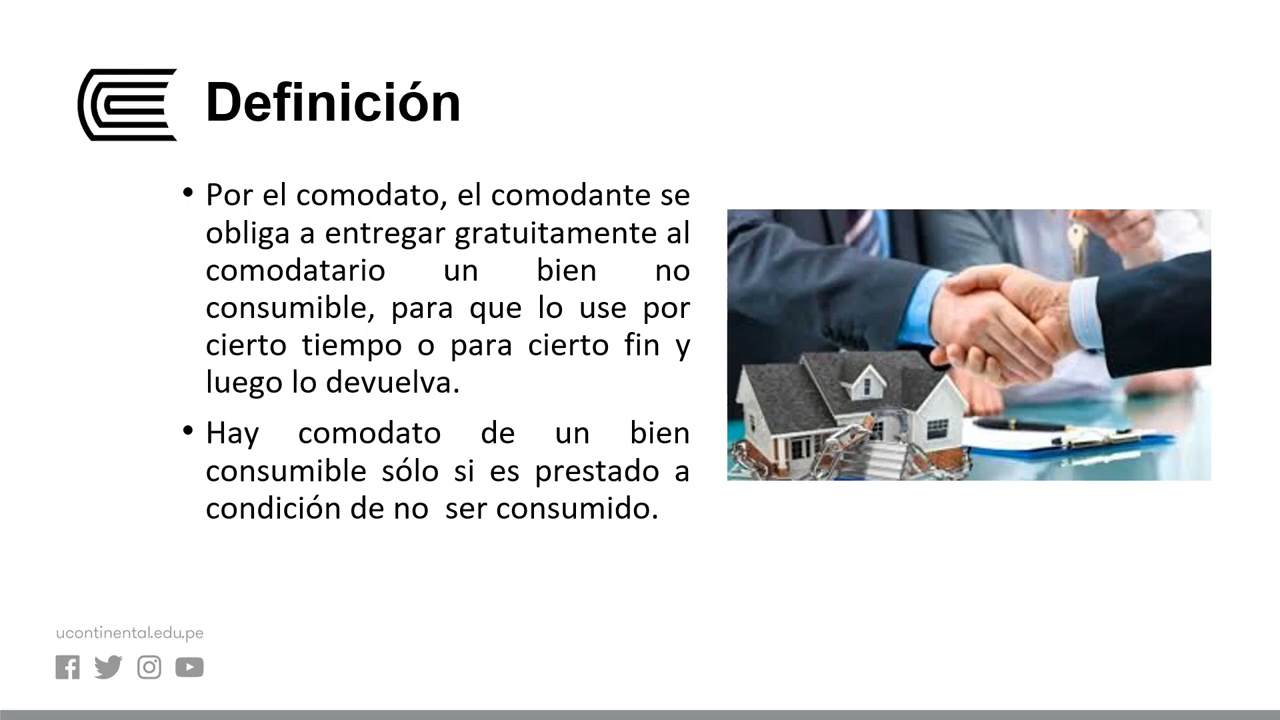 Definición
• Por el comodato, el comodante se
obliga a entregar gratuitamente al
comodatario un bien no
consumible, para que lo use por
cierto tiempo o para cierto fin y
luego lo devuelva.
• Hay comodato de un bien
consumible sólo si es prestado a
condición de no  ser consumido.
ucontinental.edu.pe